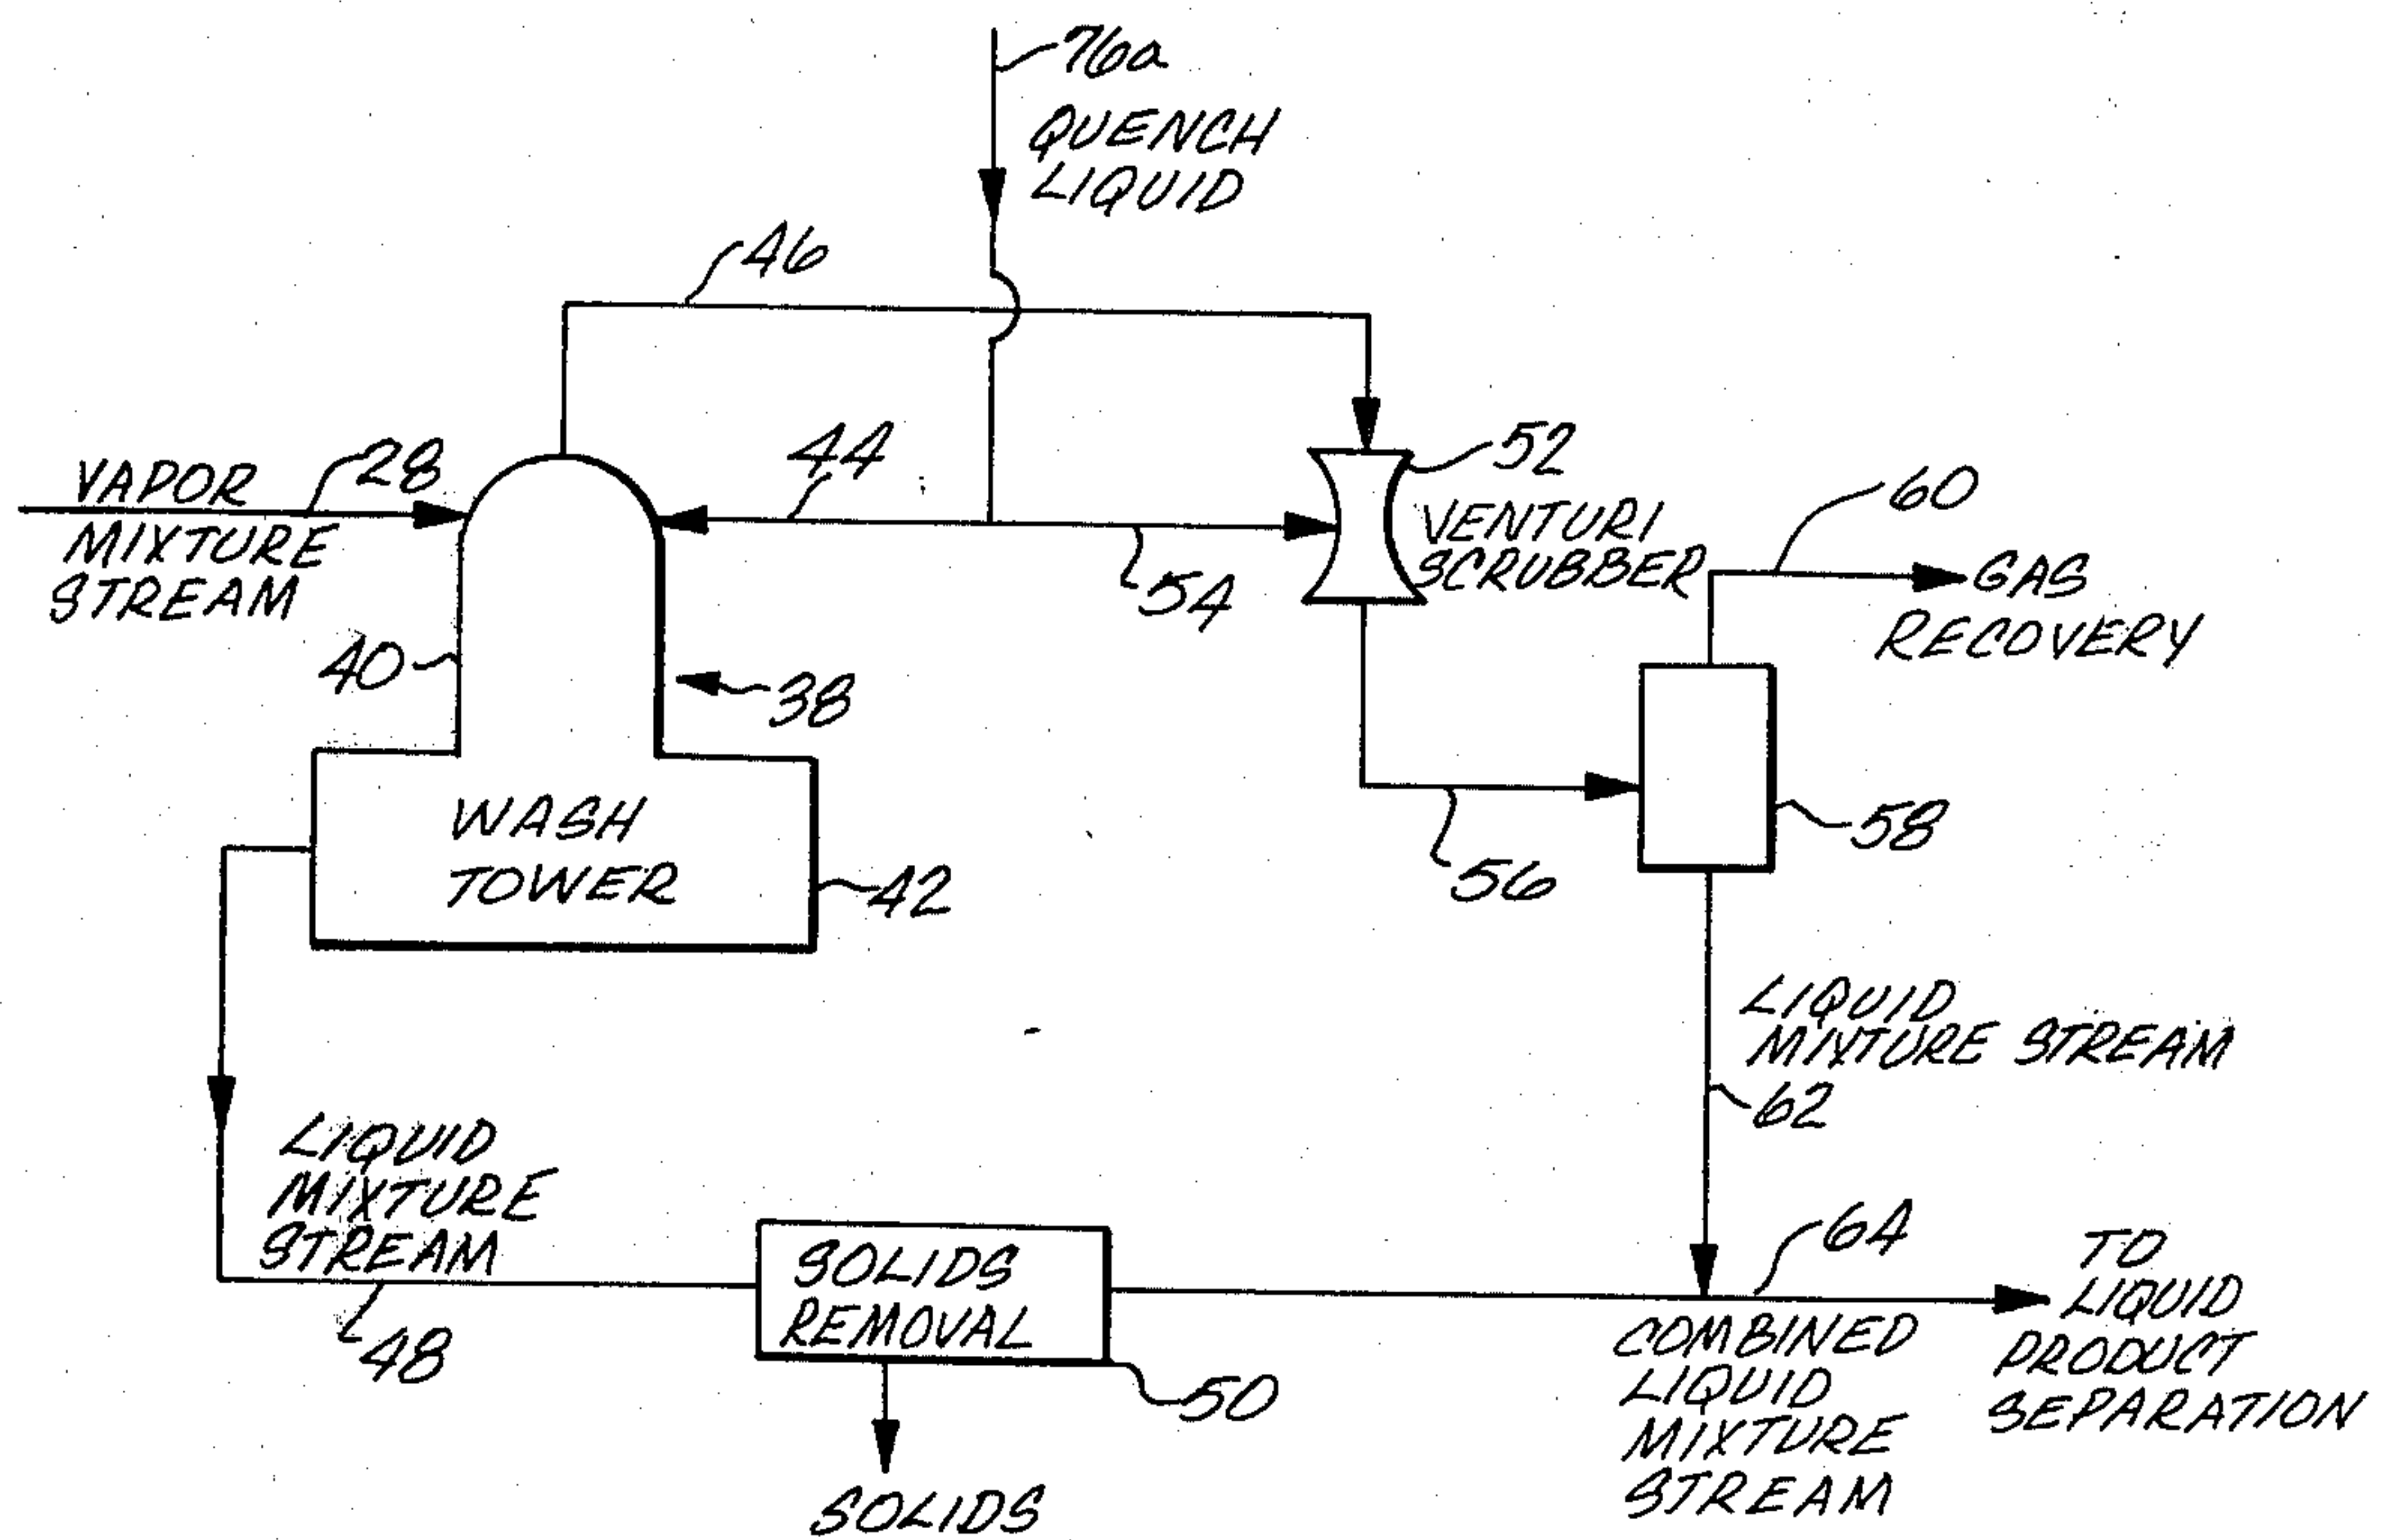 76a
QUENCH
LIQUID
46
44
28
VAPOR
MIXTURE
STREAM
52
VENTURI
SCRUBBER
60
GAS
RECOVERY
54
40
38
WASH
TOWER
42
56
58
LIQUID
MIXTURE STREAM
62
LIQUID
MIXTURE
STREAM
48
SOLIDS
REMOVAL
50
SOLIDS
64
TO
LIQUID
PRODUCT
SEPARATION
COMBINED
LIQUID
MIXTURE
STREAM